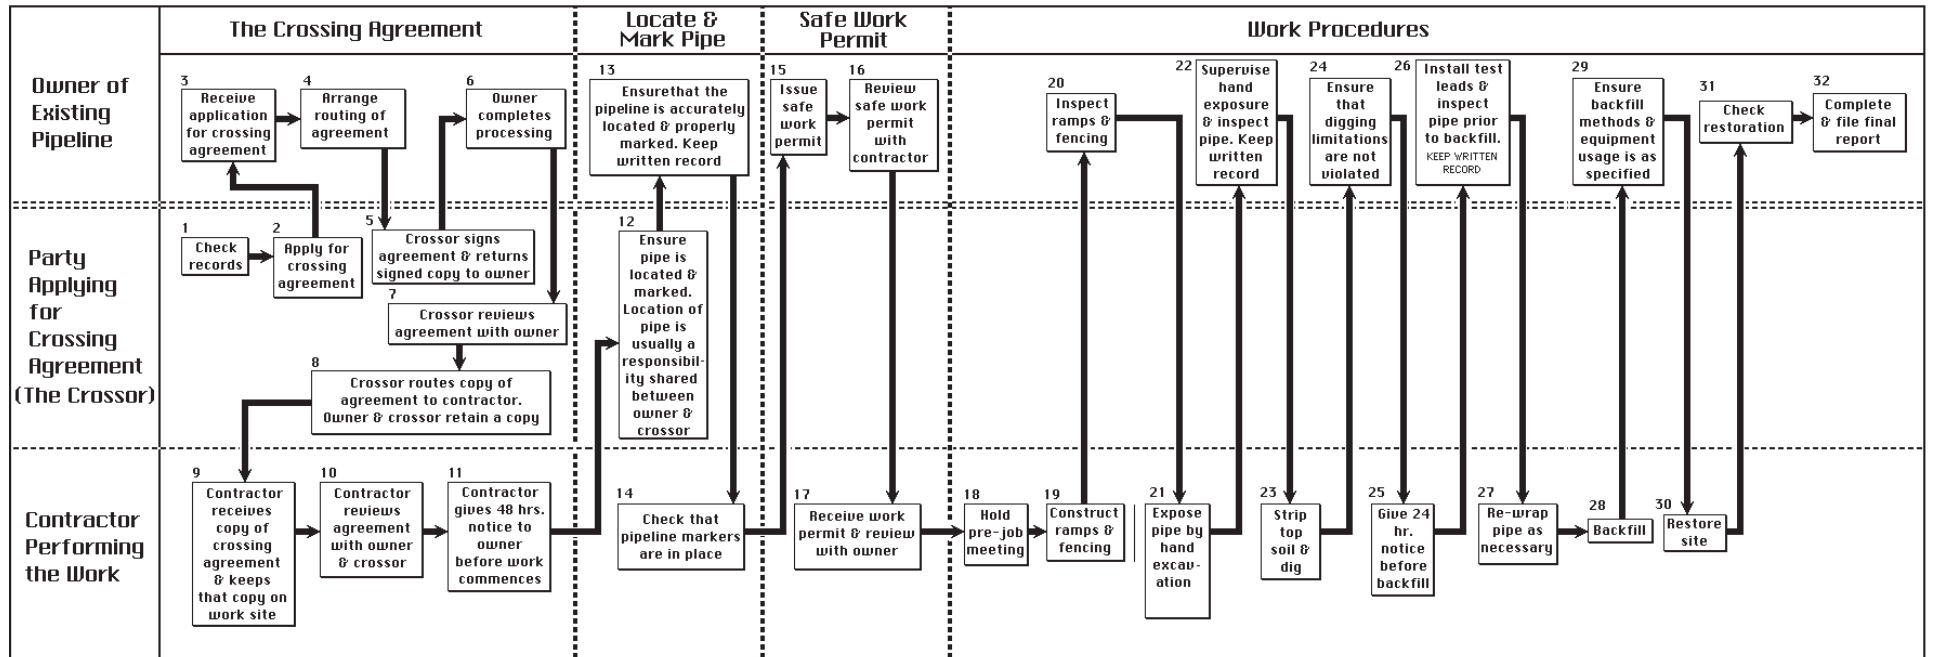 The Crossing Agreement
Locate &
Mark Pipe
Safe Work
Permit
Work Procedures
Owner of
Existing
Pipeline
3
Receive
application
for crossing
agreement
4
Arrange
routing of
agreement
6
Owner
completes
processing
13
Ensurethat the
pipeline is accurately
located & properly
marked. Keep
written record
15
Issue
safe
work
permit
16
Review
safe work
permit
with
contractor
20
Inspect
ramps &
fencing
22
Supervise
hand
exposure
& inspect
pipe. Keep
written
record
24
Ensure
that
digging
limitations
are not
violated
26
Install test
leads &
inspect
pipe prior
to backfill.
KEEP WRITTEN
RECORD
29
Ensure
backfill
methods &
equipment
usage is as
specified
31
Check
restoration
32
Complete
& file final
report
Party
Applying
for
Crossing
Agreement
(The Crossor)
1
Check
records
2
Apply for
crossing
agreement
5
Crossor signs
agreement & returns
signed copy to owner
7
Crossor reviews
agreement with owner
8
Crossor routes copy of
agreement to contractor.
Owner & crossor retain a copy
12
Ensure
pipe is
located &
marked.
Location of
pipe is
usually a
responsibil-
ity shared
between
owner &
crossor
Contractor
Performing
the Work
9
Contractor
receives
copy of
crossing
agreement
& keeps
that copy on
work site
10
Contractor
reviews
agreement
with owner
& crossor
11
Contractor
gives 48 hrs.
notice to
owner
before work
commences
14
Check that
pipeline markers
are in place
17
Receive work
permit & review
with owner
18
Hold
pre-job
meeting
19
Construct
ramps &
fencing
21
Expose
pipe by
hand
excav-
ation
23
Strip
top
soil &
dig
25
Give 24
hr.
notice
before
backfill
27
Re-wrap
pipe as
necessary
28
Backfill
30
Restore
site